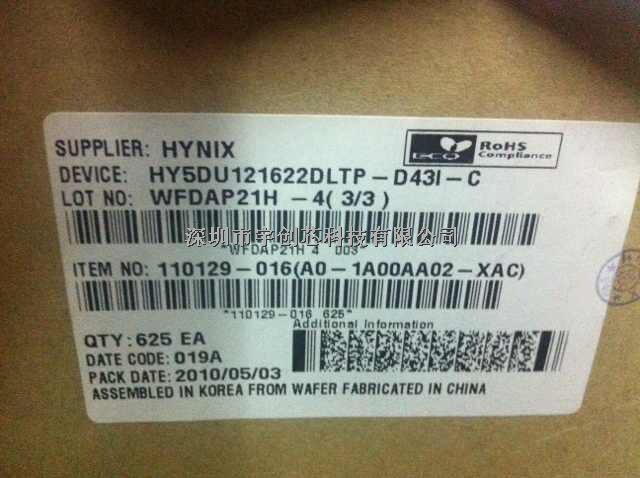 SUPPLIER: HYNIX
ECQ RoHS Compliance
DEVICE: HY5DU121622DLTP-D43I-C
LOT NO: WFDAP21H -4( 3/3 )
深圳市宇创芯科技有限公司
*WFDAP21H 4 003*
ITEM NO: 110129-016(A0-1A00AA02-XAC)
*110129-016 625*
Additional Information
QTY: 625 EA
DATE CODE: 019A
PACK DATE: 2010/05/03
ASSEMBLED IN KOREA FROM WAFER FABRICATED IN CHINA